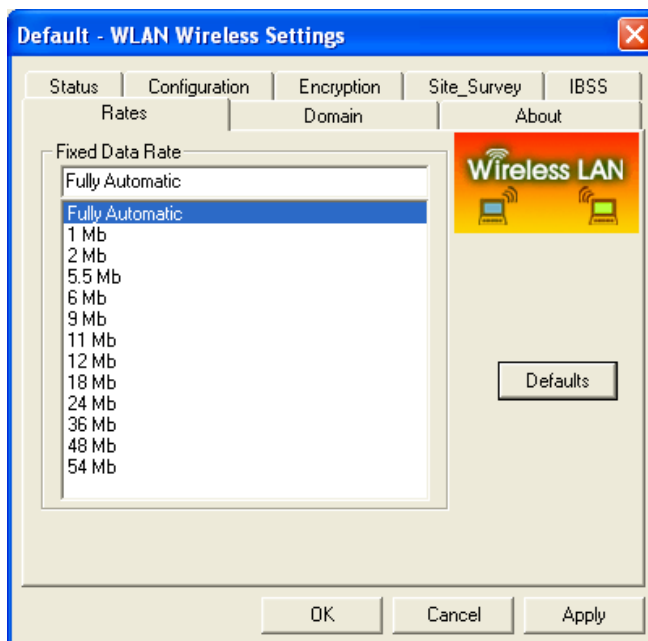 Default - WLAN Wireless Settings
Status Configuration Encryption Site_Survey IBSS
Rates Domain About
Fixed Data Rate
Wireless LAN
Fully Automatic
Fully Automatic
1 Mb
2 Mb
5.5 Mb
6 Mb
9 Mb
11 Mb
12 Mb
18 Mb
24 Mb
36 Mb
48 Mb
54 Mb
Defaults
OK Cancel Apply